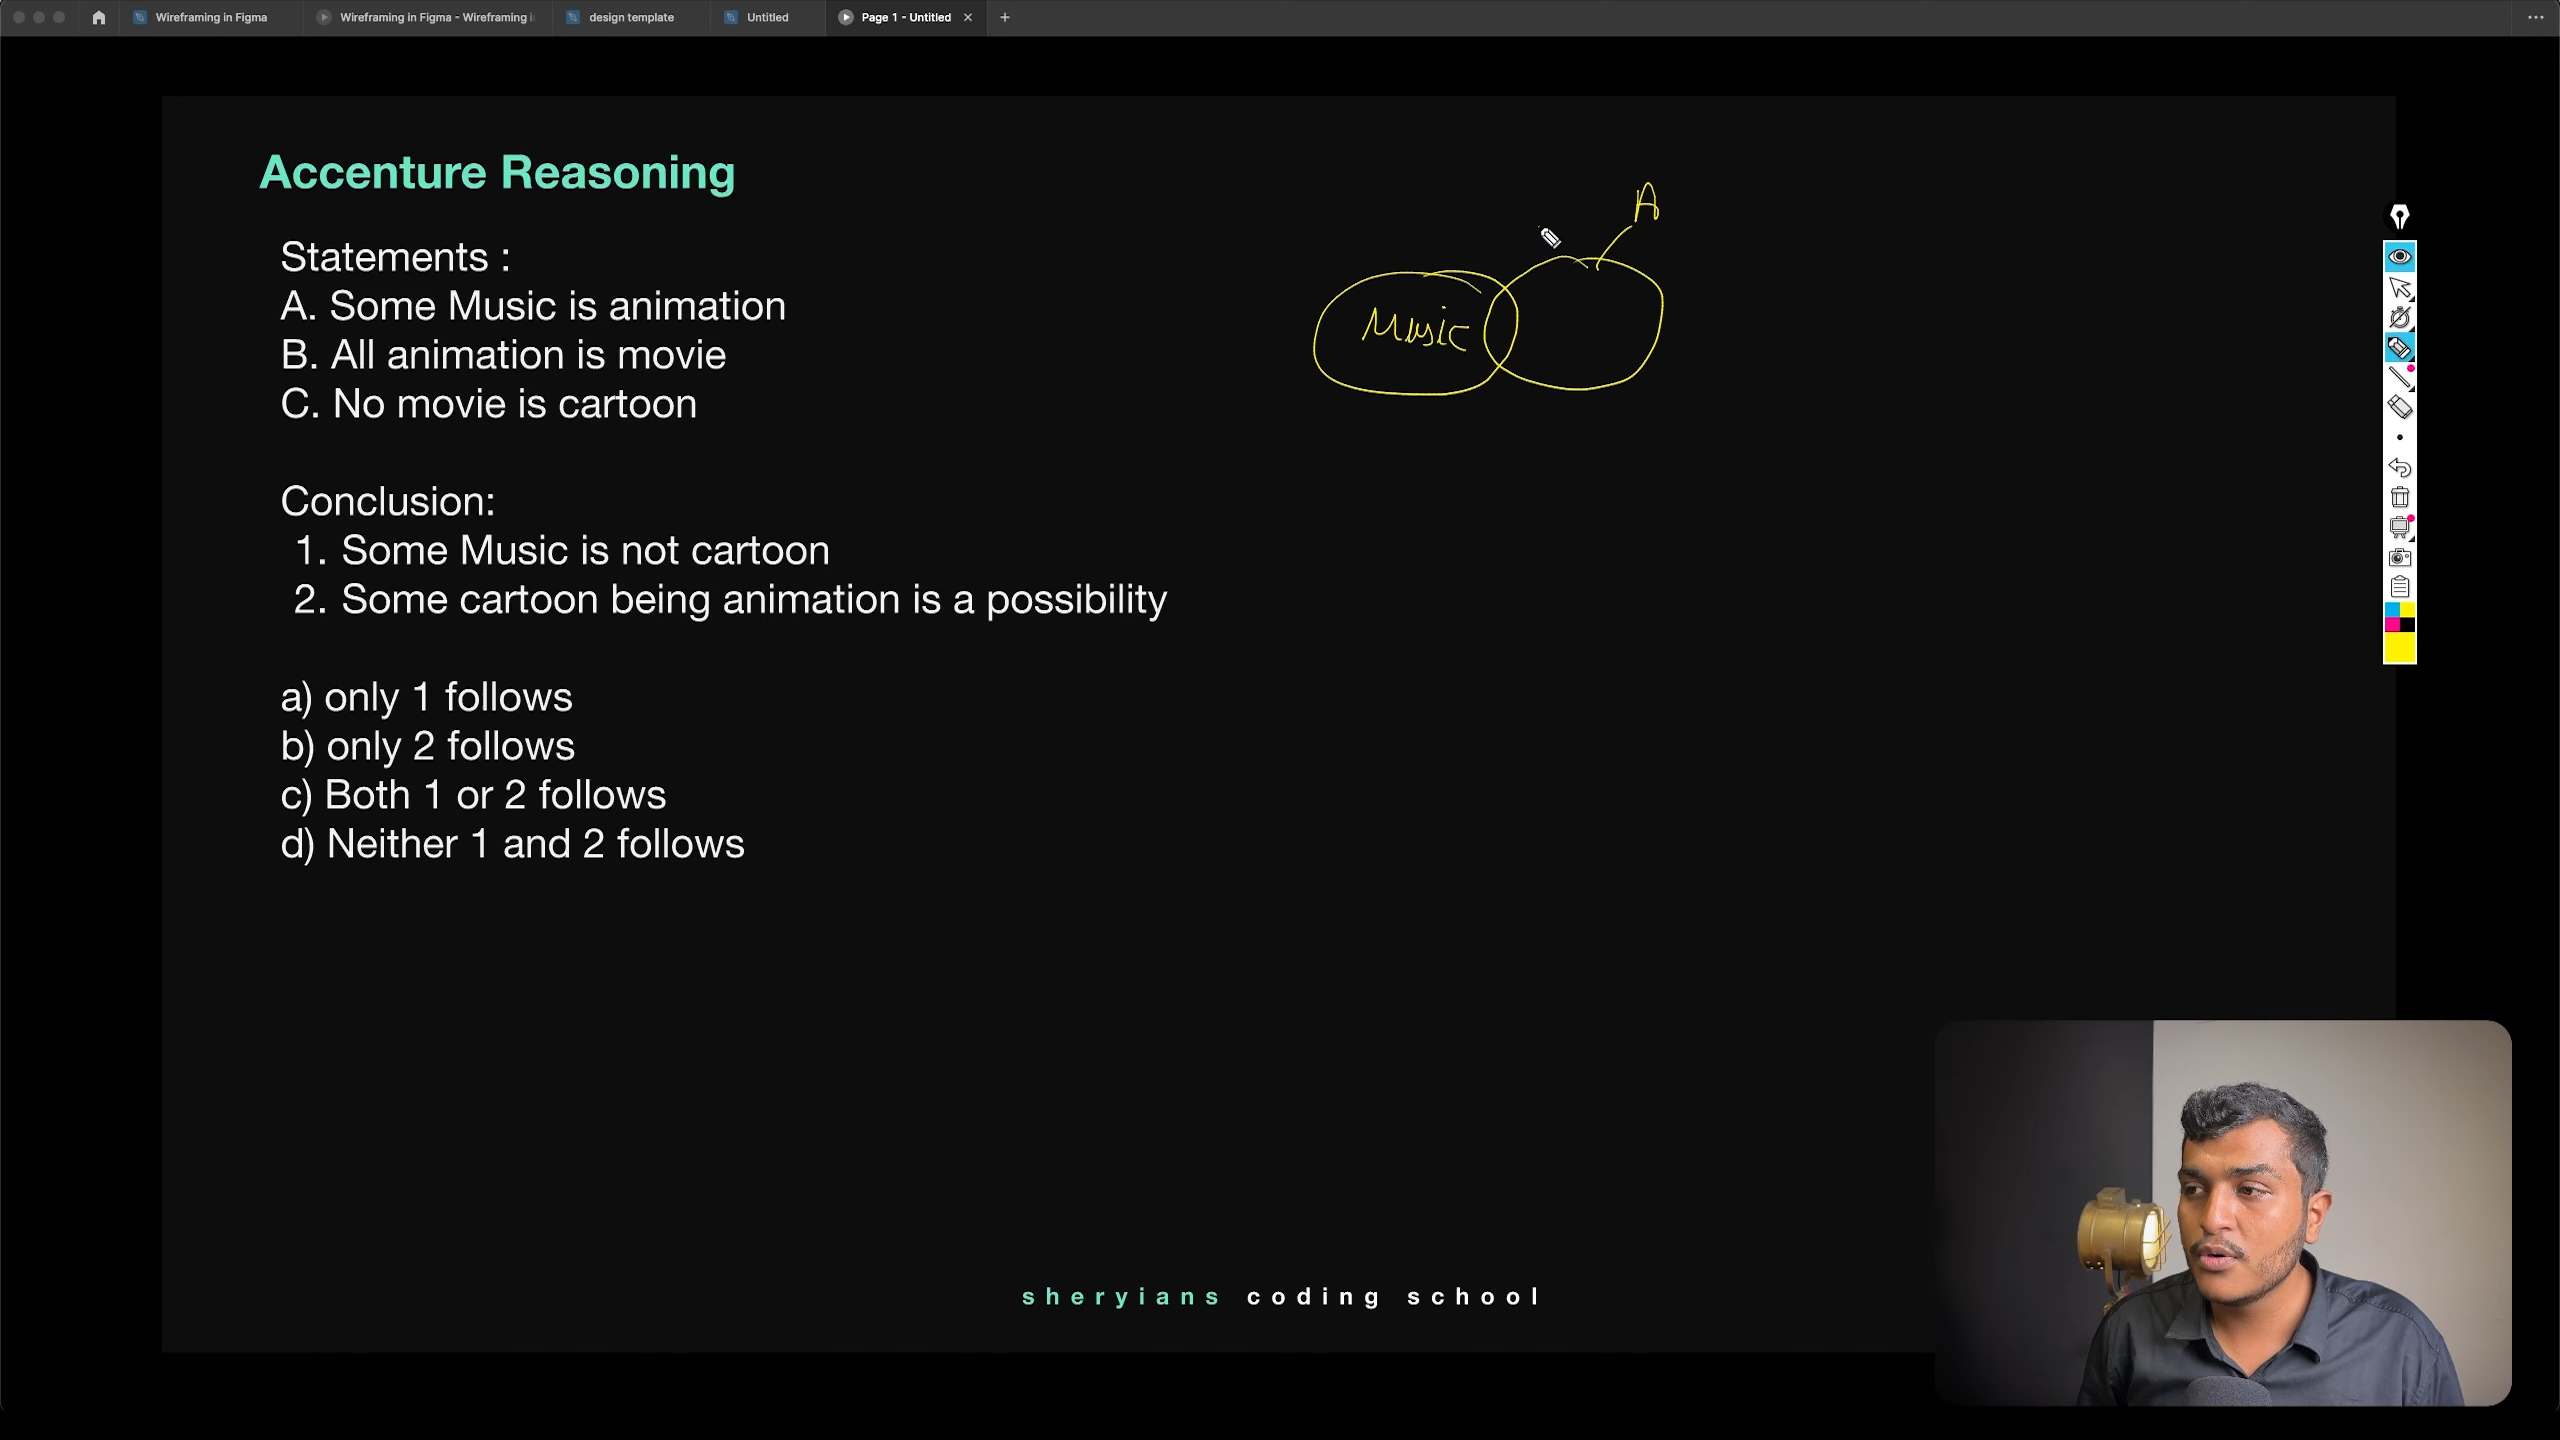 Wireframing in Figma
Wireframing in Figma - Wireframing i
design template
Untitled
Page 1 - Untitled
Accenture Reasoning
A
Statements :
A. Some Music is animation
Music
B. All animation is movie
C. No movie is cartoon
Conclusion:
1. Some Music is not cartoon
2. Some cartoon being animation is a possibility
a) only 1 follows
b) only 2 follows
c) Both 1 or 2 follows
d) Neither 1 and 2 follows
sheryians coding school